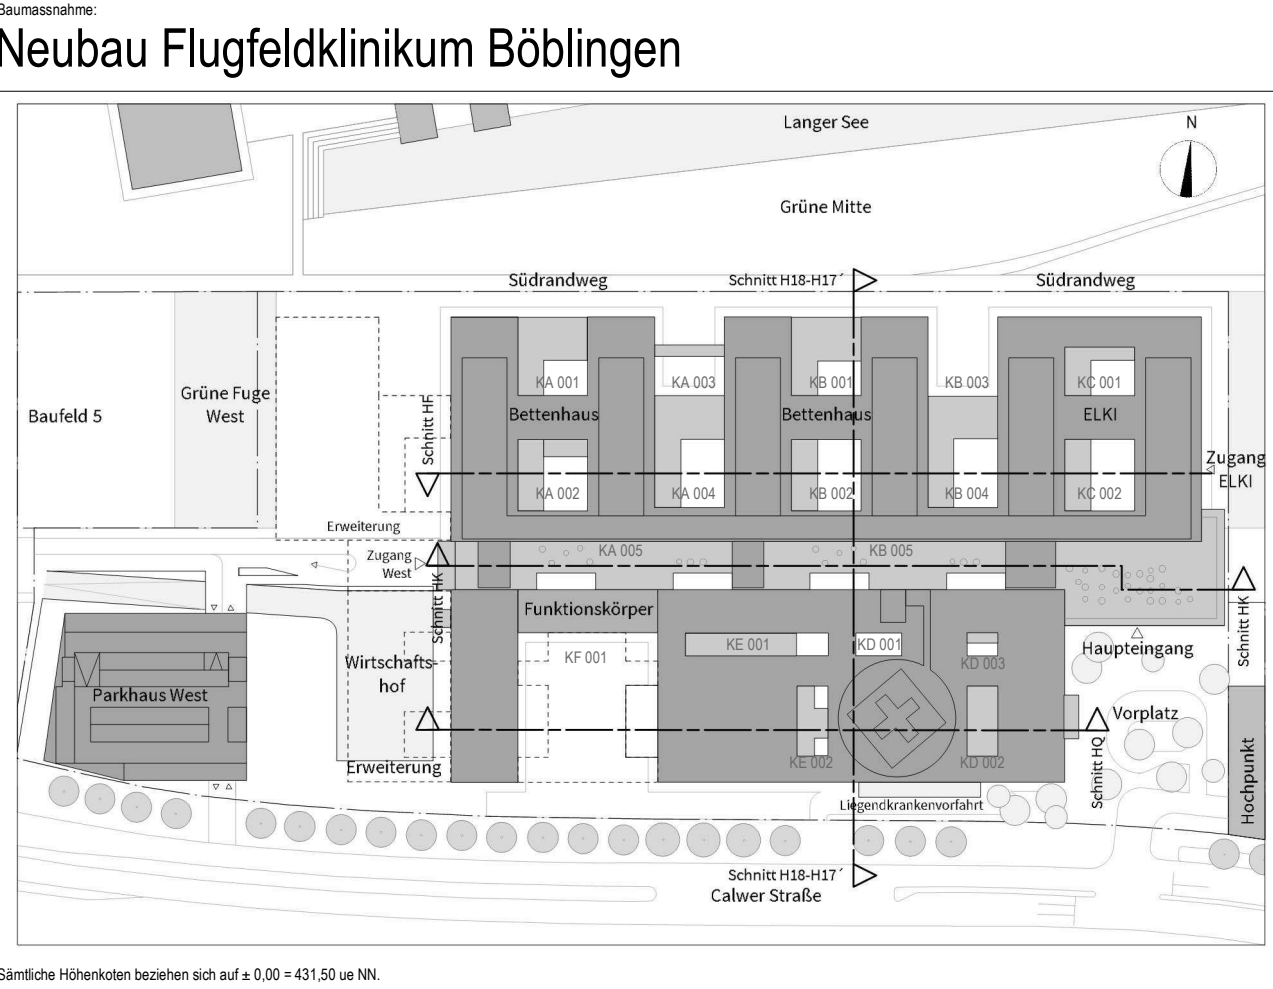 Baumassnahme:
Neubau Flugfeldklinikum Böblingen
Langer See
N
Grüne Mitte
Südrandweg
Schnitt H18-H17´
Südrandweg
Baufeld 5
Grüne Fuge
West
Schnitt HF
KA 001
KA 003
KB 001
KB 003
KC 001
Bettenhaus
Bettenhaus
ELKI
Zugang
ELKI
KA 002
KA 004
KB 002
KB 004
KC 002
Erweiterung
Zugang
West
KA 005
KB 005
Schnitt HK
Schnitt HK
Funktionskörper
KF 001
KE 001
KD 001
KD 003
Haupteingang
Wirtschafts-
hof
Parkhaus West
Vorplatz
Erweiterung
KE 002
KD 002
Schnitt HQ
Hochpunkt
Liegendkrankenvorfahrt
Schnitt H18-H17´
Calwer Straße
Sämtliche Höhenkoten beziehen sich auf ± 0,00 = 431,50 ue NN.